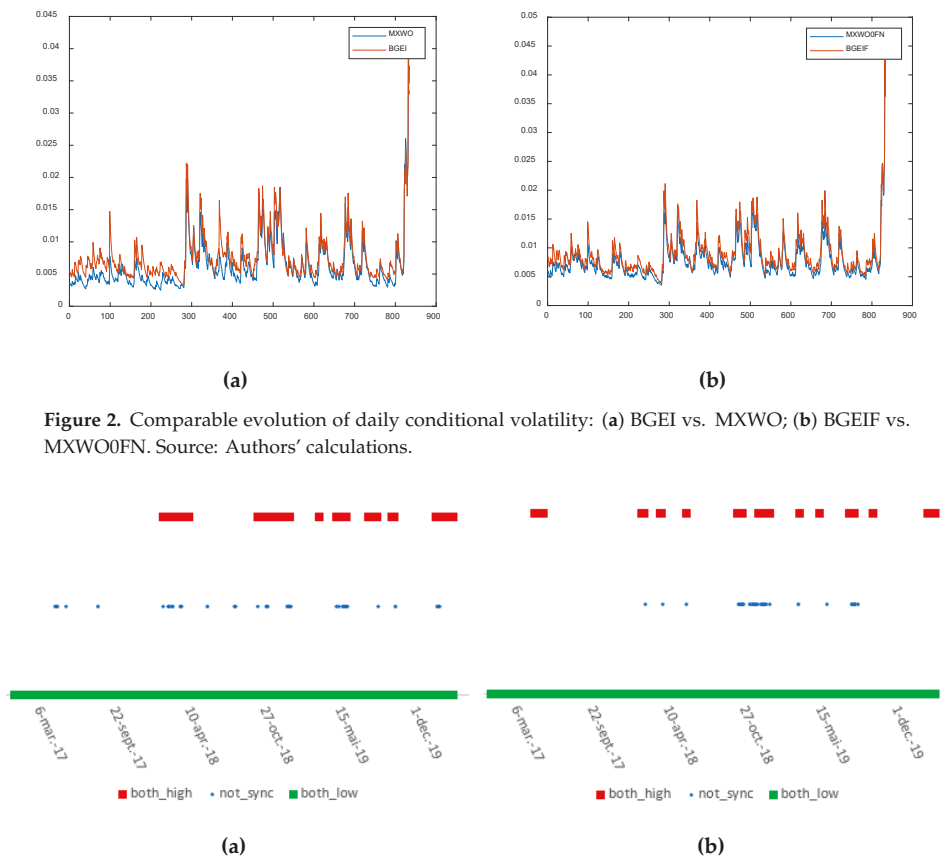 0.045
0.04
0.035
0.03
0.025
0.02
0.015
0.01
0.005
0
0 100 200 300 400 500 600 700 800 900
MXWO
BGEI
(a)
0.05
0.045
0.04
0.035
0.03
0.025
0.02
0.015
0.01
0.005
0
0 100 200 300 400 500 600 700 800 900
MXWO0FN
BGEIF
(b)
Figure 2. Comparable evolution of daily conditional volatility: (a) BGEI vs. MXWO; (b) BGEIF vs.
MXWO0FN. Source: Authors' calculations.
6-mar.-17 22-sept.-17 10-apr.-18 27-oct.-18 15-mai-19 1-dec.-19
both_high not_sync both_low
(a)
6-mar.-17 22-sept.-17 10-apr.-18 27-oct.-18 15-mai-19 1-dec.-19
both_high not_sync both_low
(b)